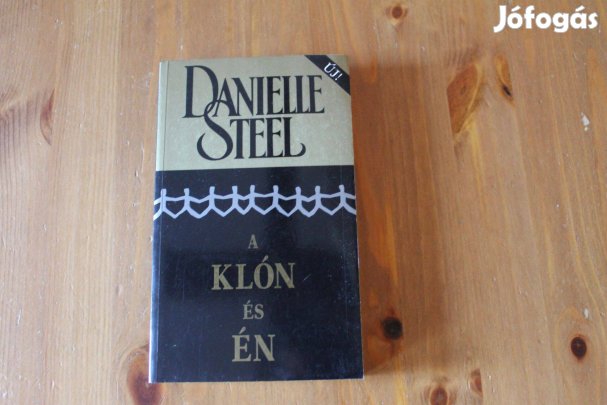 Jófogás
DANIELLE
STEEL
ÚJ!
A
KLÓN
ÉS
ÉN